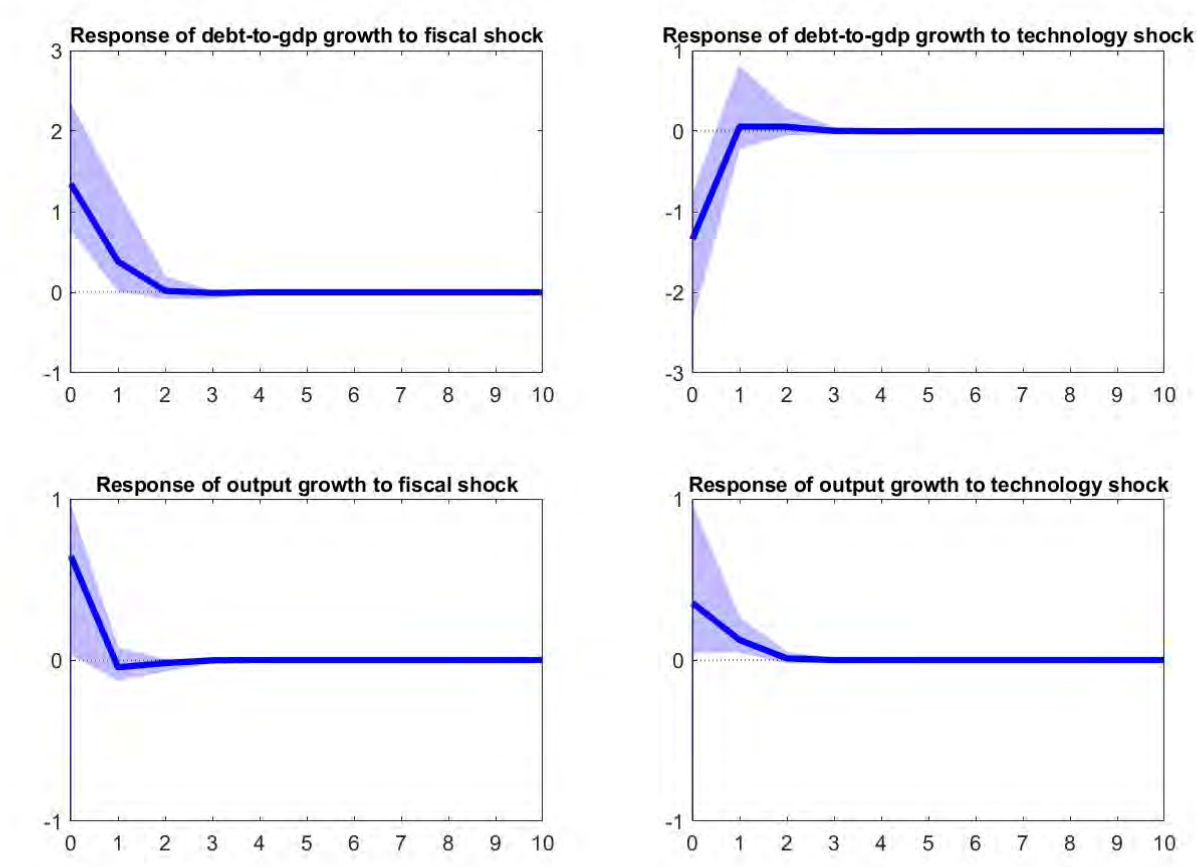 Response of debt-to-gdp growth to fiscal shock
3
2
1
0
-1
0 1 2 3 4 5 6 7 8 9 10
Response of debt-to-gdp growth to technology shock
1
0
-1
-2
-3
0 1 2 3 4 5 6 7 8 9 10
Response of output growth to fiscal shock
1
0
-1
0 1 2 3 4 5 6 7 8 9 10
Response of output growth to technology shock
1
0
-1
0 1 2 3 4 5 6 7 8 9 10